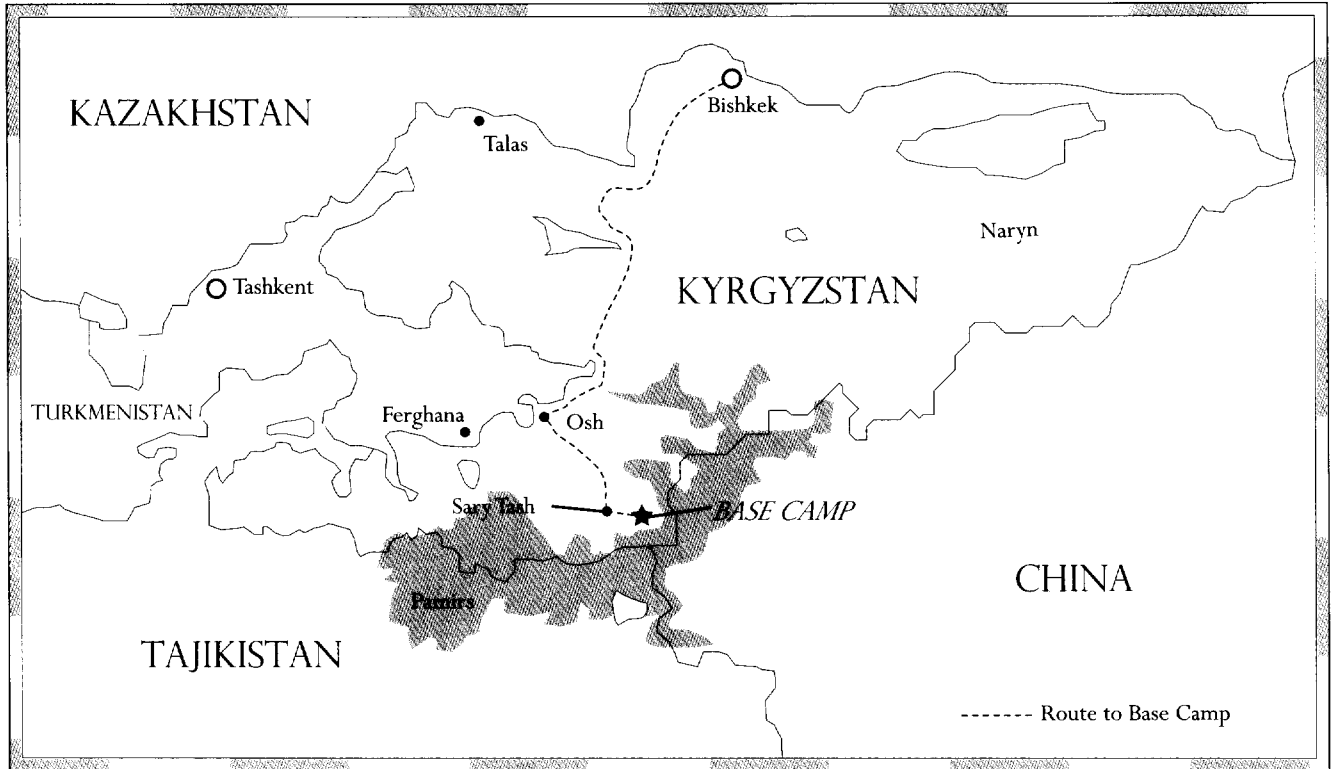 KAZAKHSTAN
Bishkek
Talas
Naryn
Tashkent
KYRGYZSTAN
TURKMENISTAN
Ferghana
Osh
Sary Tash
BASE CAMP
CHINA
Pamirs
TAJIKISTAN
Route to Base Camp